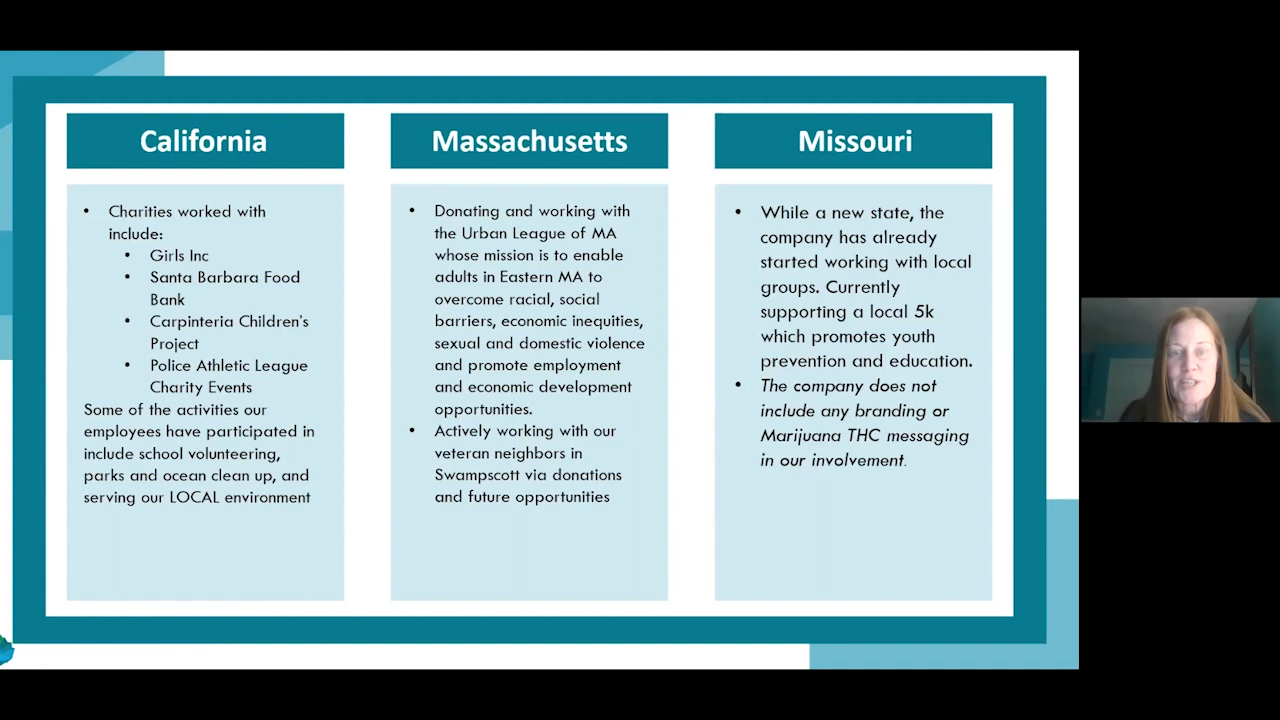 California
Charities worked with
include:
Girls Inc
Santa Barbara Food
Bank
Carpinteria Children's
Project
Police Athletic League
Charity Events
Some of the activities our
employees have participated in
include school volunteering,
parks and ocean clean up, and
serving our LOCAL environment
Massachusetts
Donating and working with
the Urban League of MA
whose mission is to enable
adults in Eastern MA to
overcome racial, social
barriers, economic inequities,
sexual and domestic violence
and promote employment
and economic development
opportunities.
Actively working with our
veteran neighbors in
Swampscott via donations
and future opportunities
Missouri
While a new state, the
company has already
started working with local
groups. Currently
supporting a local 5k
which promotes youth
prevention and education.
The company does not
include any branding or
Marijuana THC messaging
in our involvement.